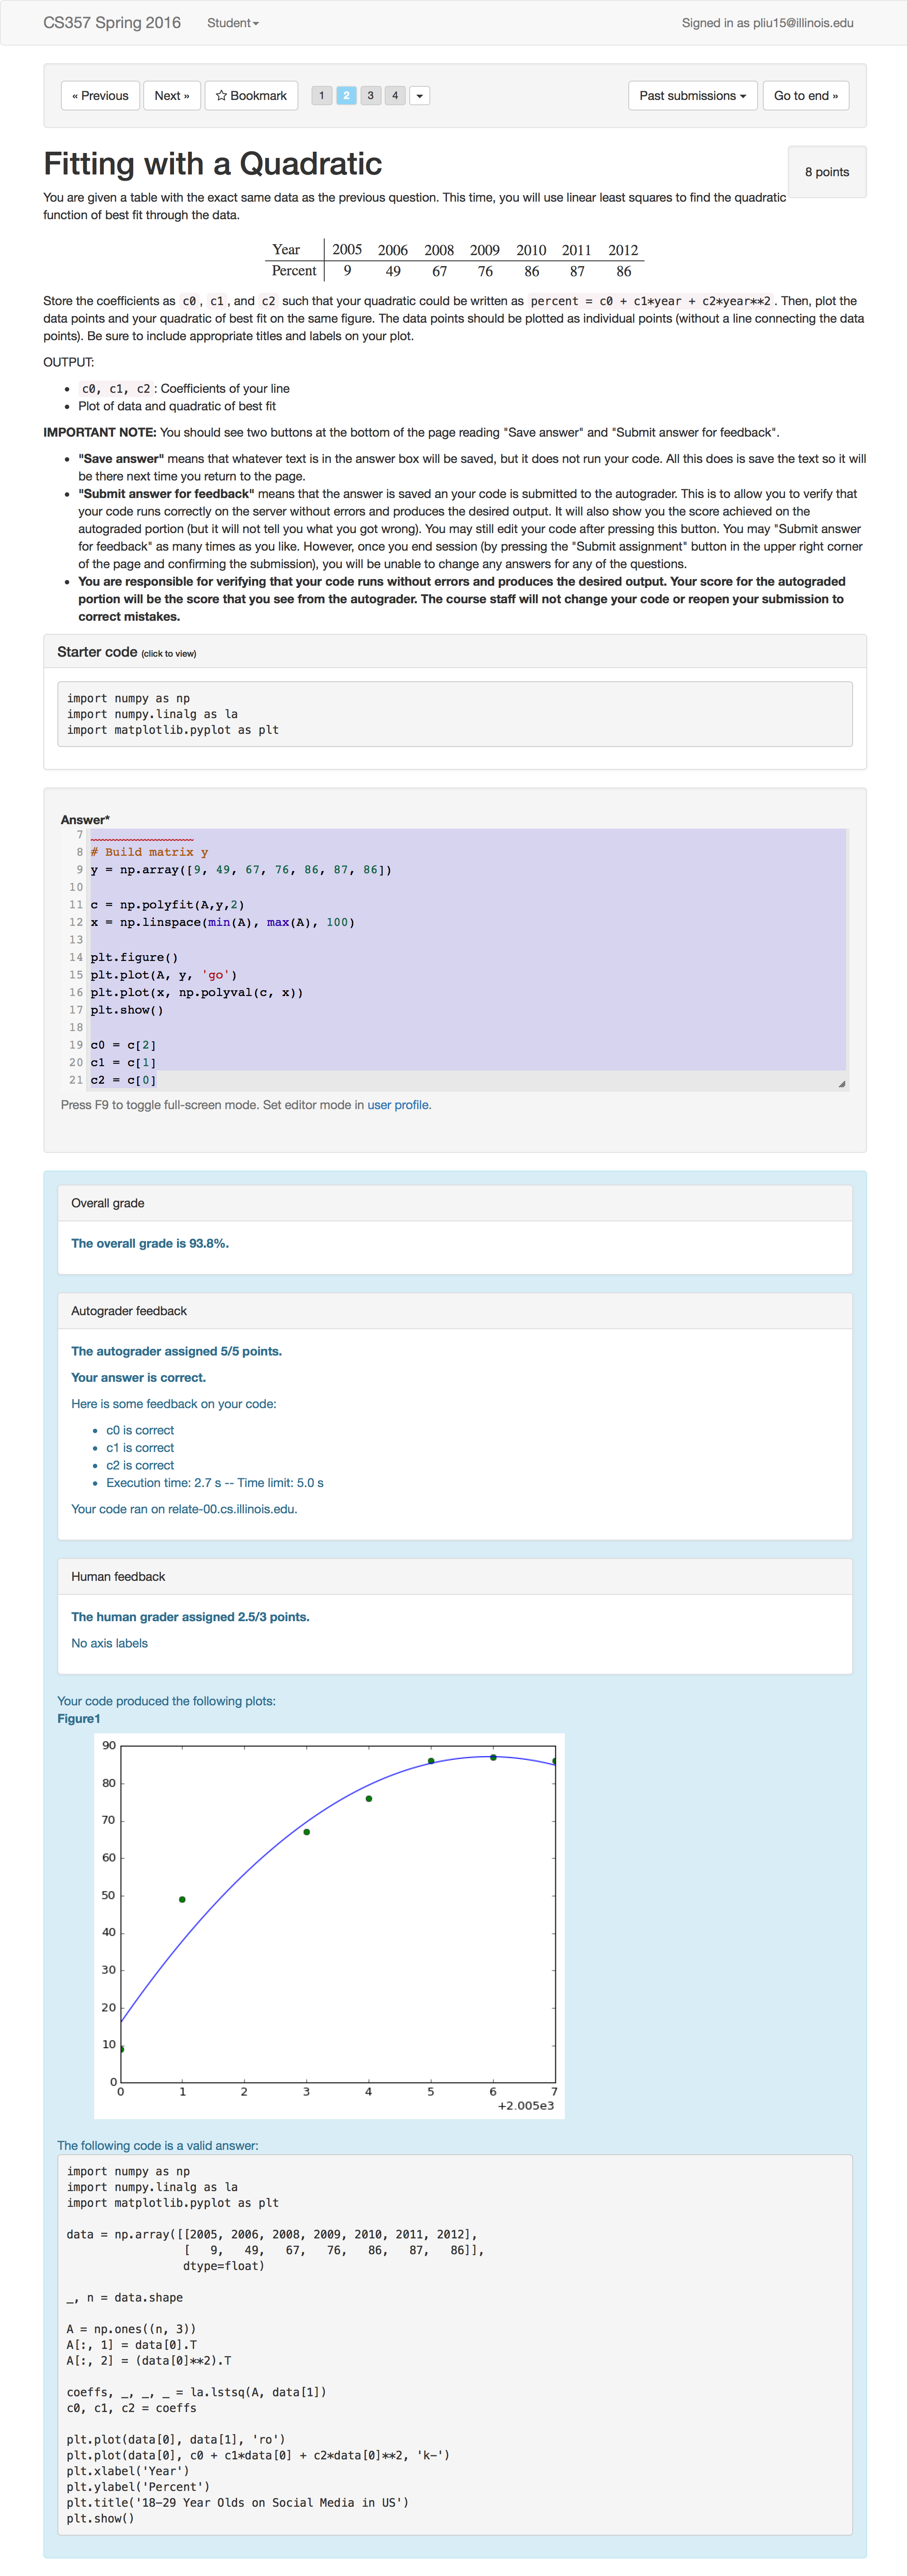 CS357 Spring 2016 Student Signed in as pliu15@illinois.edu
« Previous Next » Bookmark 1 2 3 4 Past submissions Go to end »
Fitting with a Quadratic
8 points
You are given a table with the exact same data as the previous question. This time, you will use linear least squares to find the quadratic
function of best fit through the data.
Year 2005 2006 2008 2009 2010 2011 2012
Percent 9 49 67 76 86 87 86
Store the coefficients as c0, c1, and c2 such that your quadratic could be written as percent = c0 + c1*year + c2*year**2. Then, plot the
data points and your quadratic of best fit on the same figure. The data points should be plotted as individual points (without a line connecting the data
points). Be sure to include appropriate titles and labels on your plot.
OUTPUT:
• c0, c1, c2 : Coefficients of your line
• Plot of data and quadratic of best fit
IMPORTANT NOTE: You should see two buttons at the bottom of the page reading "Save answer" and "Submit answer for feedback".
• "Save answer" means that whatever text is in the answer box will be saved, but it does not run your code. All this does is save the text so it will
be there next time you return to the page.
• "Submit answer for feedback" means that the answer is saved an your code is submitted to the autograder. This is to allow you to verify that
your code runs correctly on the server without errors and produces the desired output. It will also show you the score achieved on the
autograded portion (but it will not tell you what you got wrong). You may still edit your code after pressing this button. You may "Submit answer
for feedback" as many times as you like. However, once you end session (by pressing the "Submit assignment" button in the upper right corner
of the page and confirming the submission), you will be unable to change any answers for any of the questions.
• You are responsible for verifying that your code runs without errors and produces the desired output. Your score for the autograded
portion will be the score that you see from the autograder. The course staff will not change your code or reopen your submission to
correct mistakes.
Starter code (click to view)
import numpy as np
import numpy.linalg as la
import matplotlib.pyplot as plt
Answer*
7
8 # Build matrix y
9 y = np.array([9, 49, 67, 76, 86, 87, 86])
10
11 c = np.polyfit(A,y,2)
12 x = np.linspace(min(A), max(A), 100)
13
14 plt.figure()
15 plt.plot(A, y, 'go')
16 plt.plot(x, np.polyval(c, x))
17 plt.show()
18
19 c0 = c[2]
20 c1 = c[1]
21 c2 = c[0]
Press F9 to toggle full-screen mode. Set editor mode in user profile.
Overall grade
The overall grade is 93.8%.
Autograder feedback
The autograder assigned 5/5 points.
Your answer is correct.
Here is some feedback on your code:
• c0 is correct
• c1 is correct
• c2 is correct
• Execution time: 2.7 s -- Time limit: 5.0 s
Your code ran on relate-00.cs.illinois.edu.
Human feedback
The human grader assigned 2.5/3 points.
No axis labels
Your code produced the following plots:
Figure1
90
80
70
60
50
40
30
20
10
0
0 1 2 3 4 5 6 7
+2.005e3
The following code is a valid answer:
import numpy as np
import numpy.linalg as la
import matplotlib.pyplot as plt
data = np.array([[2005, 2006, 2008, 2009, 2010, 2011, 2012],
[ 9, 49, 67, 76, 86, 87, 86]],
dtype=float)
_, n = data.shape
A = np.ones((n, 3))
A[:, 1] = data[0].T
A[:, 2] = (data[0]**2).T
coeffs, _, _, _ = la.lstsq(A, data[1])
c0, c1, c2 = coeffs
plt.plot(data[0], data[1], 'ro')
plt.plot(data[0], c0 + c1*data[0] + c2*data[0]**2, 'k-')
plt.xlabel('Year')
plt.ylabel('Percent')
plt.title('18-29 Year Olds on Social Media in US')
plt.show()